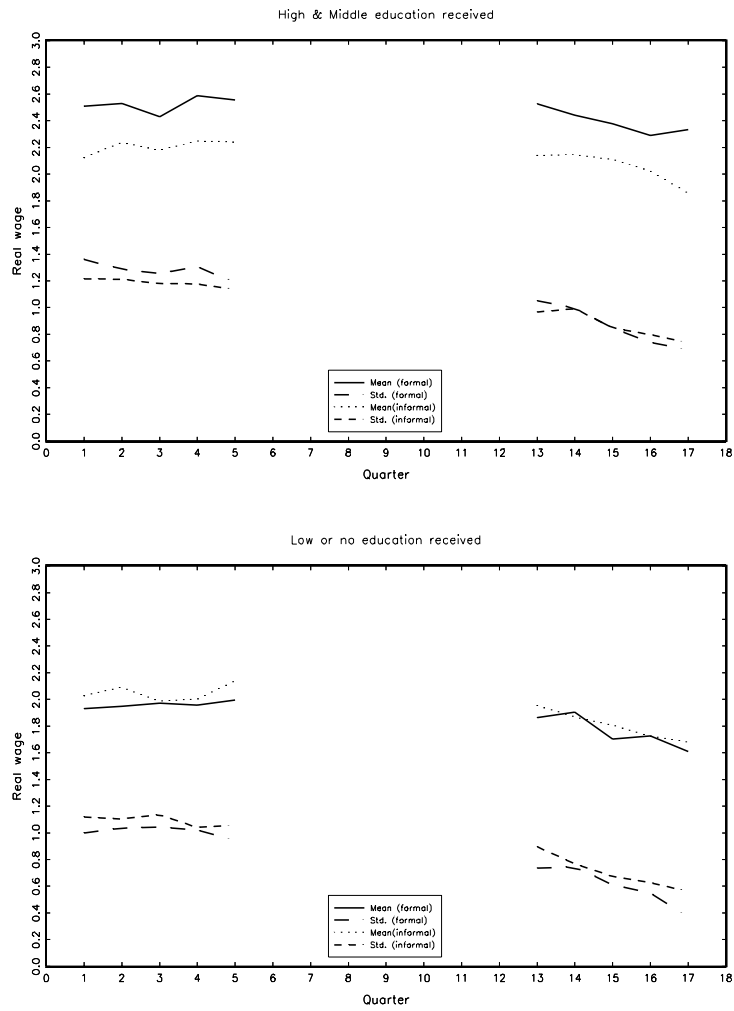 High & Middle education received
3.0
2.8
2.6
2.4
2.2
2.0
1.8
1.6
1.4
1.2
1.0
0.8
0.6
0.4
0.2
0.0
Real wage
Mean (formal)
Std. (formal)
Mean(informal)
Std. (informal)
0 1 2 3 4 5 6 7 8 9 10 11 12 13 14 15 16 17 18
Quarter
Low or no education received
3.0
2.8
2.6
2.4
2.2
2.0
1.8
1.6
1.4
1.2
1.0
0.8
0.6
0.4
0.2
0.0
Real wage
Mean (formal)
Std. (formal)
Mean(informal)
Std. (informal)
0 1 2 3 4 5 6 7 8 9 10 11 12 13 14 15 16 17 18
Quarter